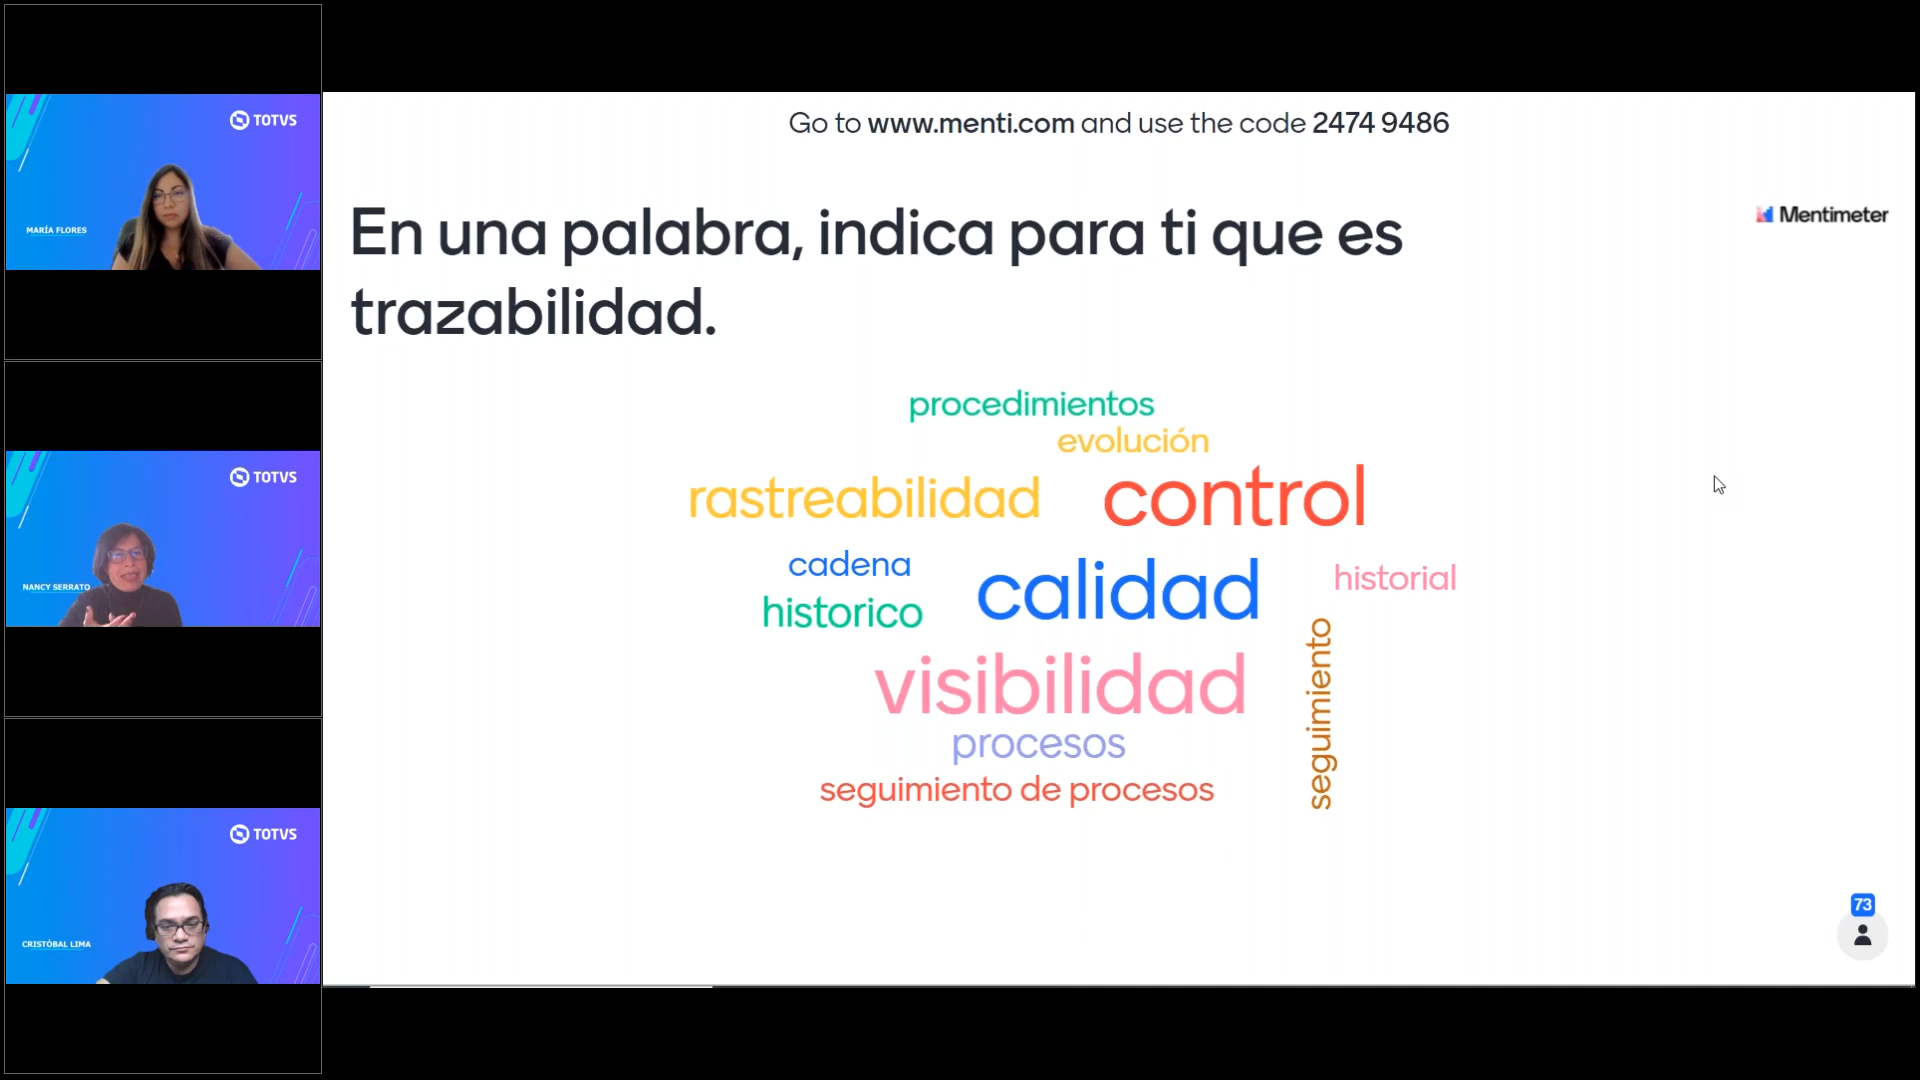 TOTVS
MARÍA FLORES
TOTVS
NANCY SERRATO
TOTVS
CRISTÓBAL LIMA
Go to www.menti.com and use the code 2474 9486
Mentimeter
En una palabra, indica para ti que es
trazabilidad.
procedimientos
evolución
rastreabilidad
control
cadena
calidad
historial
historico
seguimiento
visibilidad
procesos
seguimiento de procesos
73